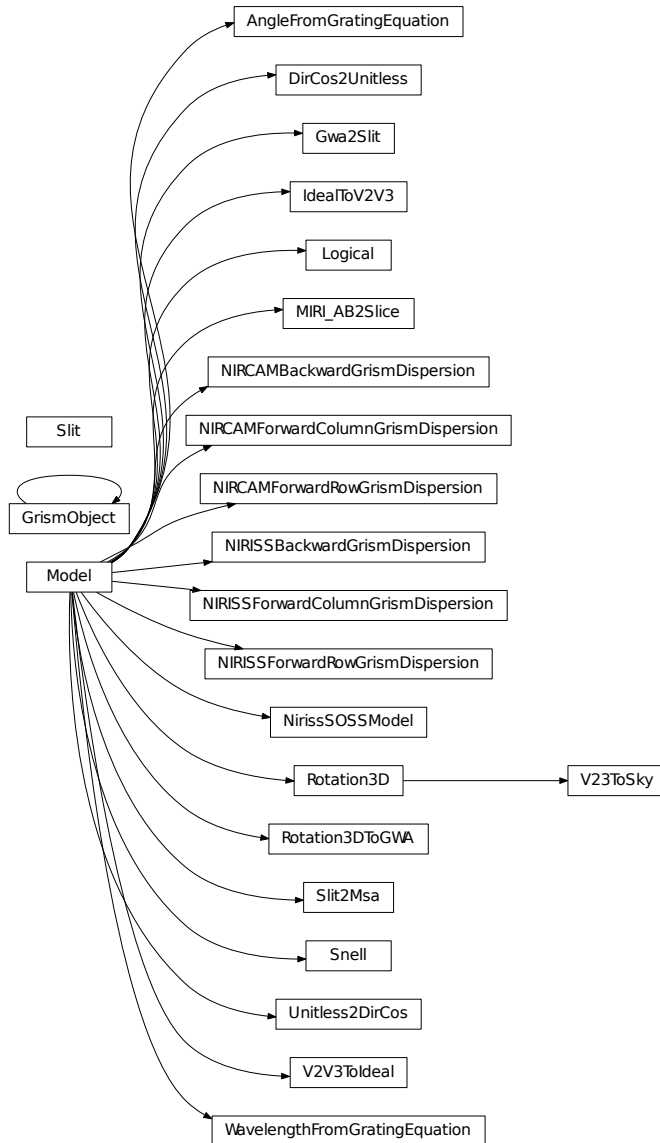 AngleFromGratingEquation
DirCos2Unitless
Gwa2Slit
IdealToV2V3
Logical
MIRI_AB2Slice
NIRCAMBackwardGrismDispersion
Slit
NIRCAMForwardColumnGrismDispersion
NIRCAMForwardRowGrismDispersion
GrismObject
NIRISSBackwardGrismDispersion
Model
NIRISSForwardColumnGrismDispersion
NIRISSForwardRowGrismDispersion
NirissSOSSModel
Rotation3D
V23ToSky
Rotation3DToGWA
Slit2Msa
Snell
Unitless2DirCos
V2V3ToIdeal
WavelengthFromGratingEquation